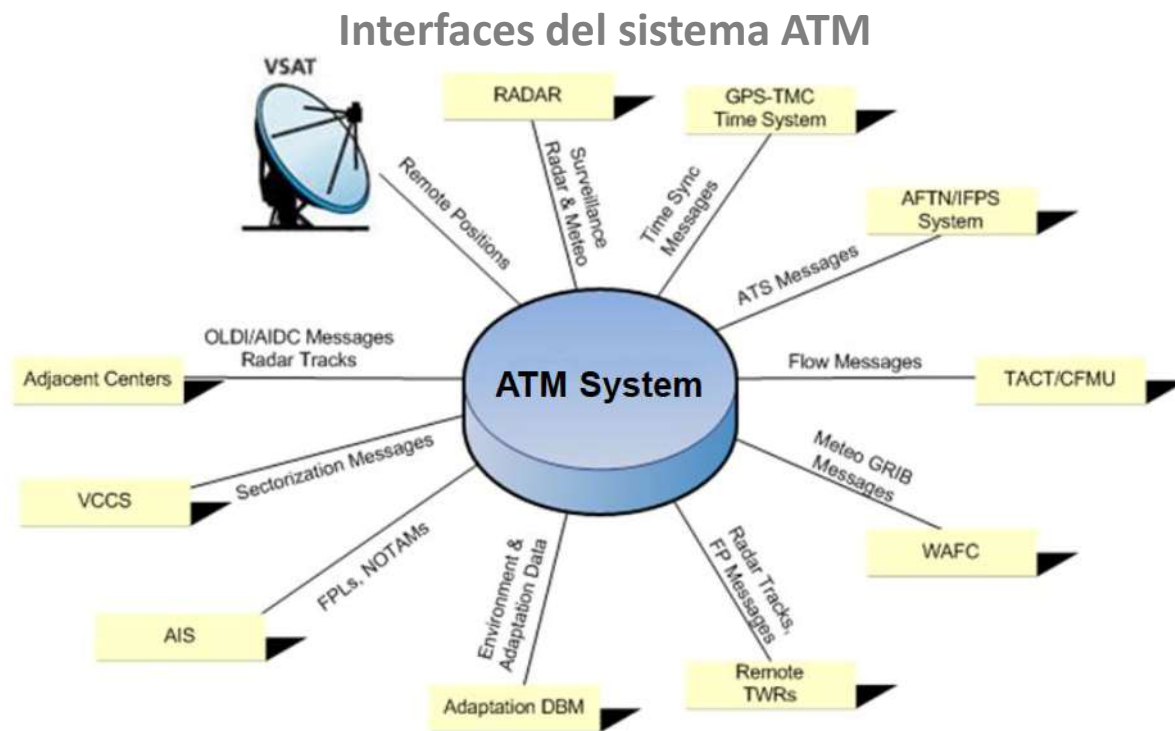 Interfaces del sistema ATM
VSAT
RADAR
GPS-TMC
Time System
Remote Positions
Surveillance
Radar & Meteo
Time Sync
Messages
AFTN/IFPS
System
ATS Messages
OLDI/AIDC Messages
Radar Tracks
Adjacent Centers
ATM System
Flow Messages
TACT/CFMU
Sectorization Messages
VCCS
Meteo GRIB
Messages
WAFC
FPLs, NOTAMs
AIS
Environment &
Adaptation Data
Adaptation DBM
Radar Tracks,
FP Messages
Remote
TWRs